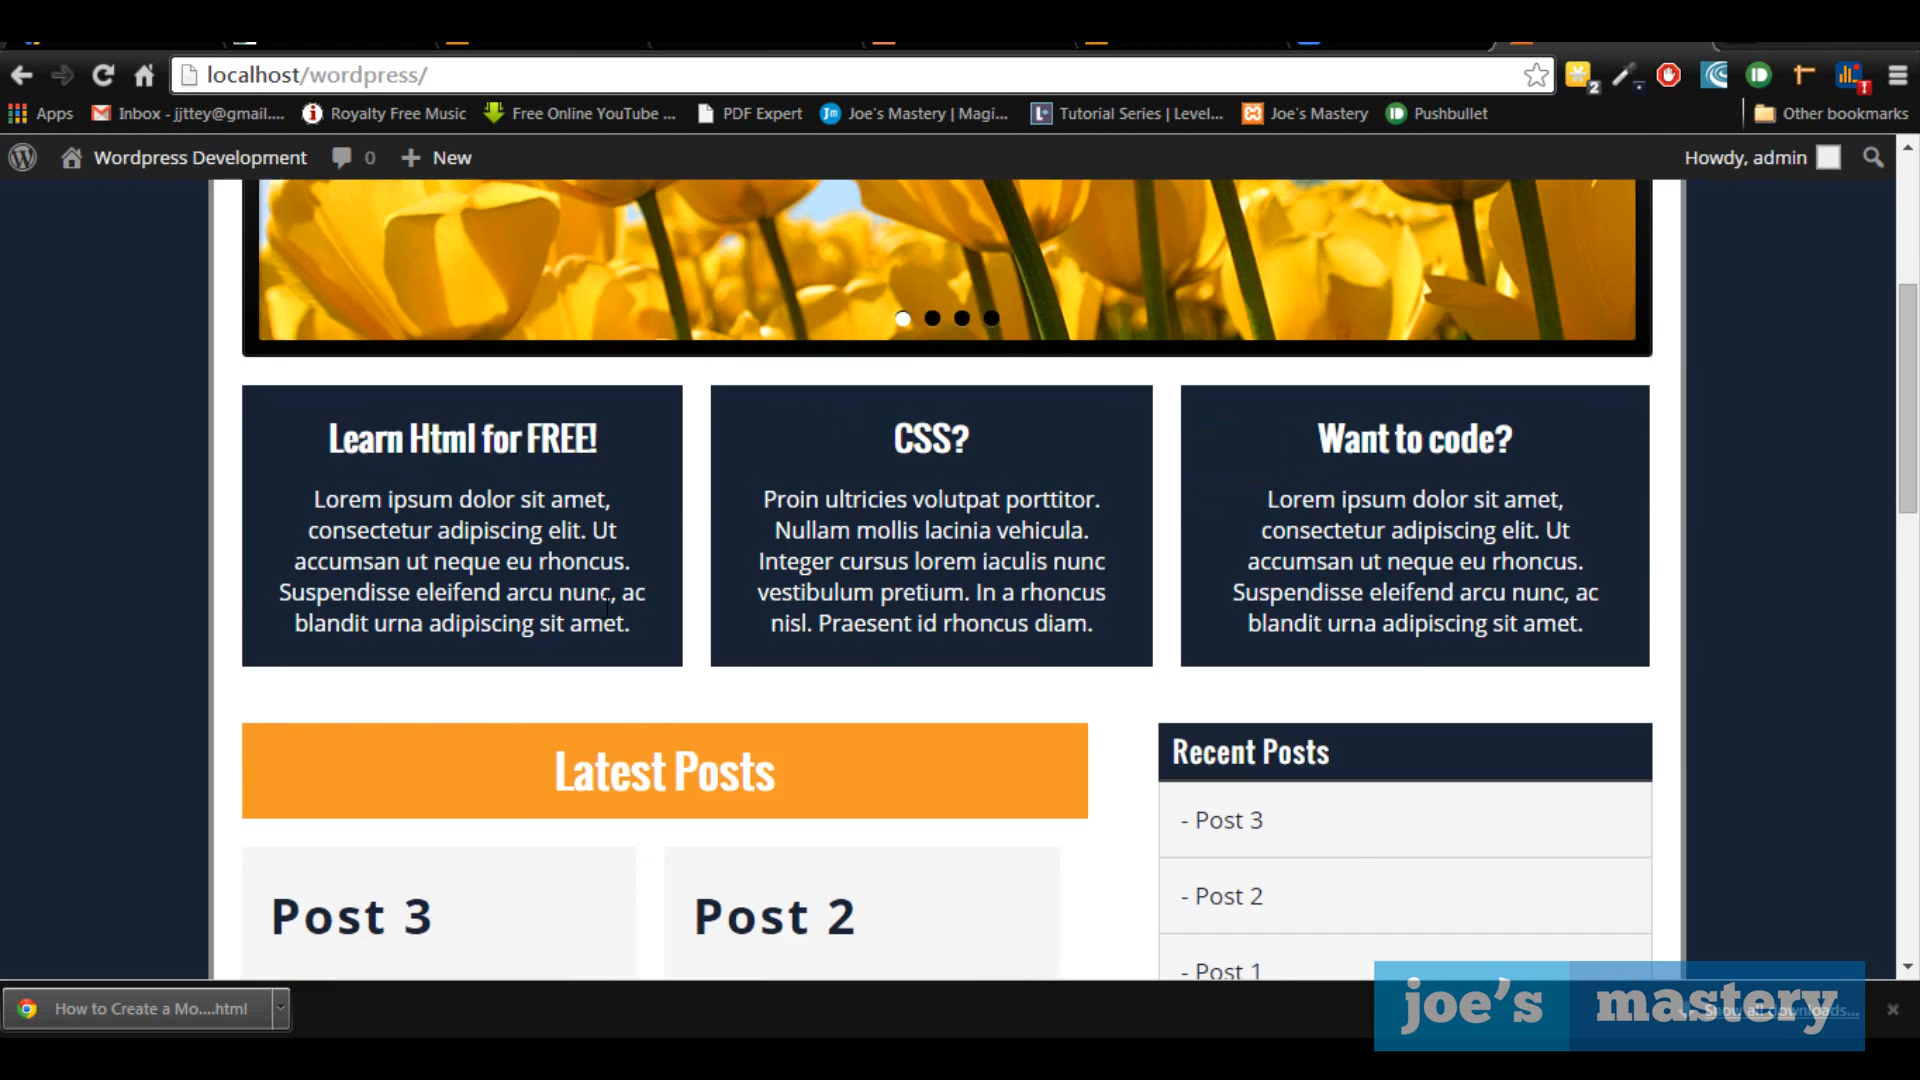 localhost/wordpress/
2
Apps
Inbox - jjttey@gmail....
Royalty Free Music
Free Online YouTube ...
PDF Expert
Jm
Joe's Mastery | Magi...
L+
Tutorial Series | Level...
Joe's Mastery
Pushbullet
Other bookmarks
Wordpress Development
0
New
Howdy, admin
Learn Html for FREE!
Lorem ipsum dolor sit amet,
consectetur adipiscing elit. Ut
accumsan ut neque eu rhoncus.
Suspendisse eleifend arcu nunc, ac
blandit urna adipiscing sit amet.
CSS?
Proin ultricies volutpat porttitor.
Nullam mollis lacinia vehicula.
Integer cursus lorem iaculis nunc
vestibulum pretium. In a rhoncus
nisl. Praesent id rhoncus diam.
Want to code?
Lorem ipsum dolor sit amet,
consectetur adipiscing elit. Ut
accumsan ut neque eu rhoncus.
Suspendisse eleifend arcu nunc, ac
blandit urna adipiscing sit amet.
Latest Posts
Post 3
Post 2
Recent Posts
- Post 3
- Post 2
- Post 1
How to Create a Mo....html
joe's mastery
Show all downloads...